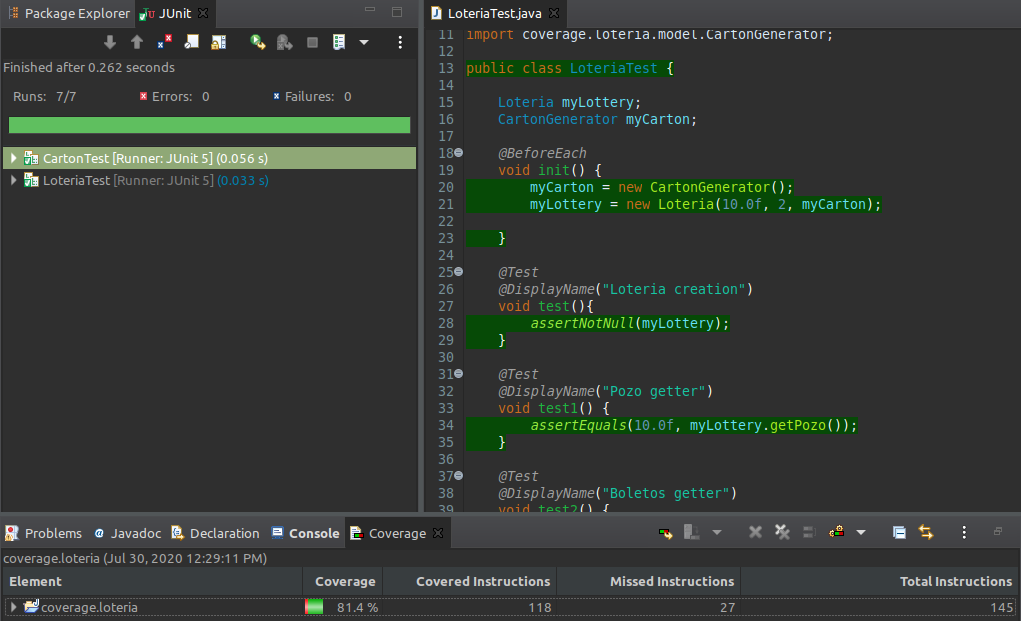 Package Explorer
JUnit
Finished after 0.262 seconds
Runs: 7/7
Errors: 0
Failures: 0
CartonTest [Runner: JUnit 5] (0.056 s)
LoteriaTest [Runner: JUnit 5] (0.033 s)
LoteriaTest.java
11 import coverage.loteria.model.CartonGenerator;
12
13 public class LoteriaTest {
14
15 Loteria myLottery;
16 CartonGenerator myCarton;
17
18 @BeforeEach
19 void init() {
20 myCarton = new CartonGenerator();
21 myLottery = new Loteria(10.0f, 2, myCarton);
22
23 }
24
25 @Test
26 @DisplayName("Loteria creation")
27 void test(){
28 assertNotNull(myLottery);
29 }
30
31 @Test
32 @DisplayName("Pozo getter")
33 void test1() {
34 assertEquals(10.0f, myLottery.getPozo());
35 }
36
37 @Test
38 @DisplayName("Boletos getter")
39 void test2() {
Problems
Javadoc
Declaration
Console
Coverage
coverage.loteria (Jul 30, 2020 12:29:11 PM)
Element Coverage Covered Instructions Missed Instructions Total Instructions
coverage.loteria 81.4 % 118 27 145